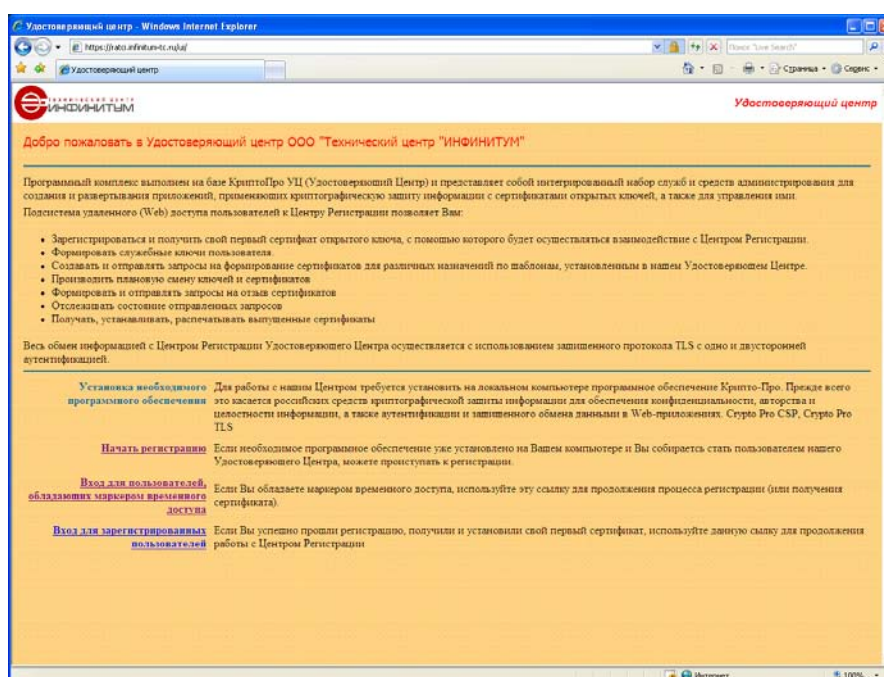 Удостоверяющий центр - Windows Internet Explorer
https://ratci.infinitum-tc.ru/ui/
Поиск "Live Search"
Удостоверяющий центр
Страница
Сервис
ТЕХНИЧЕСКИЙ ЦЕНТР
ИНФИНИТУМ
Удостоверяющий центр
Добро пожаловать в Удостоверяющий центр ООО "Технический центр "ИНФИНИТУМ"
Программный комплекс выполнен на базе КриптоПро УЦ (Удостоверяющий Центр) и представляет собой интегрированный набор служб и средств администрирования для
создания и развертывания приложений, применяющих криптографическую защиту информации с сертификатами открытых ключей, а также для управления ими.
Подсистема удаленного (Web) доступа пользователей к Центру Регистрации позволяет Вам:
• Зарегистрироваться и получить свой первый сертификат открытого ключа, с помощью которого будет осуществляться взаимодействие с Центром Регистрации.
• Формировать служебные ключи пользователя.
• Создавать и отправлять запросы на формирование сертификатов для различных назначений по шаблонам, установленным в нашем Удостоверяющем Центре.
• Производить плановую смену ключей и сертификатов
• Формировать и отправлять запросы на отзыв сертификатов
• Отслеживать состояние отправленных запросов
• Получать, устанавливать, распечатывать выпущенные сертификаты
Весь обмен информацией с Центром Регистрации Удостоверяющего Центра осуществляется с использованием защищенного протокола TLS с одно и двусторонней
аутентификацией.
Установка необходимого
программного обеспечения
Для работы с нашим Центром требуется установить на локальном компьютере программное обеспечение Крипто-Про. Прежде всего
это касается российских средств криптографической защиты информации для обеспечения конфиденциальности, авторства и
целостности информации, а также аутентификации и защищенного обмена данными в Web-приложениях. Crypto Pro CSP, Crypto Pro
TLS
Начать регистрацию
Если необходимое программное обеспечение уже установлено на Вашем компьютере и Вы собираетсь стать пользователем нашего
Удостоверяющего Центра, можете проиступать к регистрации.
Вход для пользователей,
обладающих маркером временного
доступа
Если Вы обладаете маркером временного доступа, используйте эту ссылку для продолжения процесса регистрации (или получения
сертификата).
Вход для зарегистрированных
пользователей
Если Вы успешно прошли регистрацию, получили и установили свой первый сертификат, используйте данную сылку для продолжения
работы с Центром Регистрации
Интернет
100%